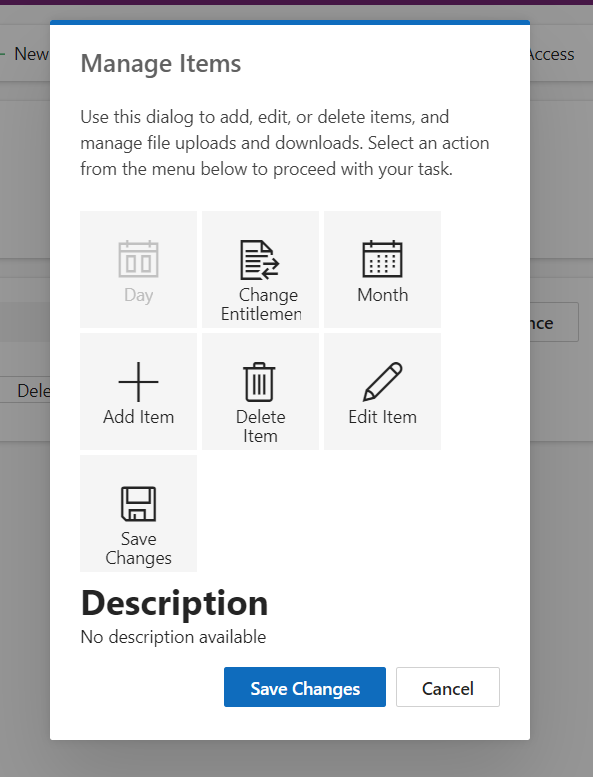 New
Access
Manage Items
Use this dialog to add, edit, or delete items, and
manage file uploads and downloads. Select an action
from the menu below to proceed with your task.
Day
Change
Entitlemen
Month
nce
Dele
Add Item
Delete
Item
Edit Item
Save
Changes
Description
No description available
Save Changes
Cancel